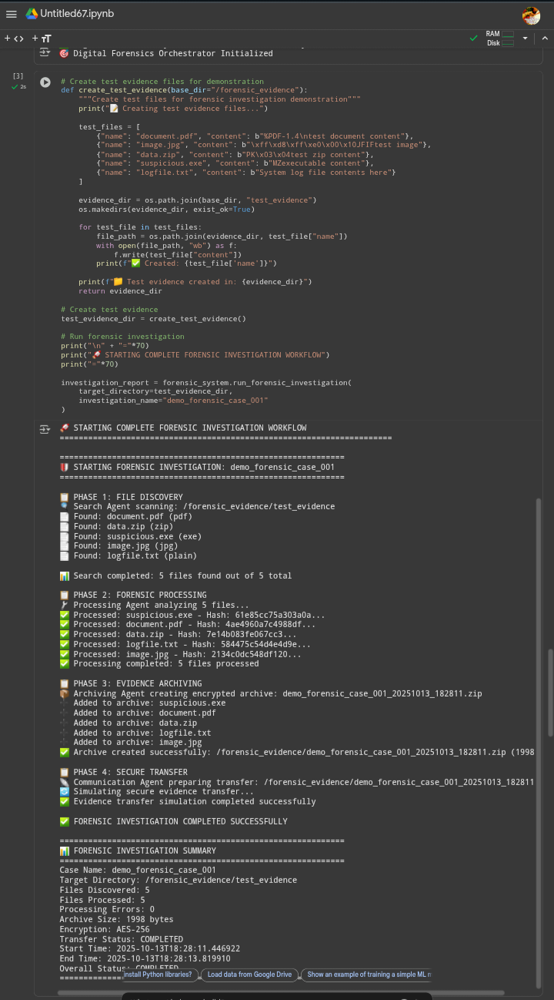 Untitled67.ipynb
+ <> + TT
RAM
Disk
🎯 Digital Forensics Orchestrator Initialized
[3]
2s
# Create test evidence files for demonstration
def create_test_evidence(base_dir="/forensic_evidence"):
"""Create test files for forensic investigation demonstration"""
print("📝 Creating test evidence files...")
test_files = [
{"name": "document.pdf", "content": b"%PDF-1.4\ntest document content"},
{"name": "image.jpg", "content": b"\xff\xd8\xff\xe0\x00\x10JFIFtest image"},
{"name": "data.zip", "content": b"PK\x03\x04test zip content"},
{"name": "suspicious.exe", "content": b"MZexecutable content"},
{"name": "logfile.txt", "content": b"System log file contents here"}
]
evidence_dir = os.path.join(base_dir, "test_evidence")
os.makedirs(evidence_dir, exist_ok=True)
for test_file in test_files:
file_path = os.path.join(evidence_dir, test_file["name"])
with open(file_path, "wb") as f:
f.write(test_file["content"])
print(f"✅ Created: {test_file['name']}")
print(f"📁 Test evidence created in: {evidence_dir}")
return evidence_dir
# Create test evidence
test_evidence_dir = create_test_evidence()
# Run forensic investigation
print("\n" + "="*70)
print("🚀 STARTING COMPLETE FORENSIC INVESTIGATION WORKFLOW")
print("="*70)
investigation_report = forensic_system.run_forensic_investigation(
target_directory=test_evidence_dir,
investigation_name="demo_forensic_case_001"
)
🚀 STARTING COMPLETE FORENSIC INVESTIGATION WORKFLOW
======================================================================
============================================================
🛡️ STARTING FORENSIC INVESTIGATION: demo_forensic_case_001
============================================================
📋 PHASE 1: FILE DISCOVERY
🔍 Search Agent scanning: /forensic_evidence/test_evidence
📄 Found: document.pdf (pdf)
📄 Found: data.zip (zip)
📄 Found: suspicious.exe (exe)
📄 Found: image.jpg (jpg)
📄 Found: logfile.txt (plain)
📊 Search completed: 5 files found out of 5 total
📋 PHASE 2: FORENSIC PROCESSING
🔧 Processing Agent analyzing 5 files...
✅ Processed: suspicious.exe - Hash: 61e85cc75a303a0a...
✅ Processed: document.pdf - Hash: 4ae4960a7c4988df...
✅ Processed: data.zip - Hash: 7e14b083fe067cc3...
✅ Processed: logfile.txt - Hash: 584475c54d4e4d9e...
✅ Processed: image.jpg - Hash: 2134c0dc548df120...
✅ Processing completed: 5 files processed
📋 PHASE 3: EVIDENCE ARCHIVING
📦 Archiving Agent creating encrypted archive: demo_forensic_case_001_20251013_182811.zip
➕ Added to archive: suspicious.exe
➕ Added to archive: document.pdf
➕ Added to archive: data.zip
➕ Added to archive: logfile.txt
➕ Added to archive: image.jpg
✅ Archive created successfully: /forensic_evidence/demo_forensic_case_001_20251013_182811.zip (1998
📋 PHASE 4: SECURE TRANSFER
📡 Communication Agent preparing transfer: /forensic_evidence/demo_forensic_case_001_20251013_182811
🔄 Simulating secure evidence transfer...
✅ Evidence transfer simulation completed successfully
✅ FORENSIC INVESTIGATION COMPLETED SUCCESSFULLY
============================================================
📊 FORENSIC INVESTIGATION SUMMARY
============================================================
Case Name: demo_forensic_case_001
Target Directory: /forensic_evidence/test_evidence
Files Discovered: 5
Files Processed: 5
Processing Errors: 0
Archive Size: 1998 bytes
Encryption: AES-256
Transfer Status: COMPLETED
Start Time: 2025-10-13T18:28:11.446922
End Time: 2025-10-13T18:28:13.819910
Overall Status: COMPLETED
install Python libraries? Load data from Google Drive Show an example of training a simple ML